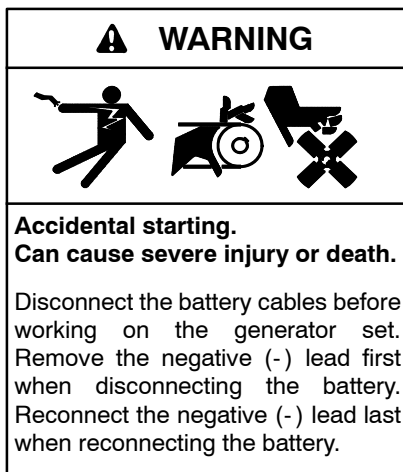 WARNING
Accidental starting.
Can cause severe injury or death.
Disconnect the battery cables before
working on the generator set.
Remove the negative (-) lead first
when disconnecting the battery.
Reconnect the negative (-) lead last
when reconnecting the battery.